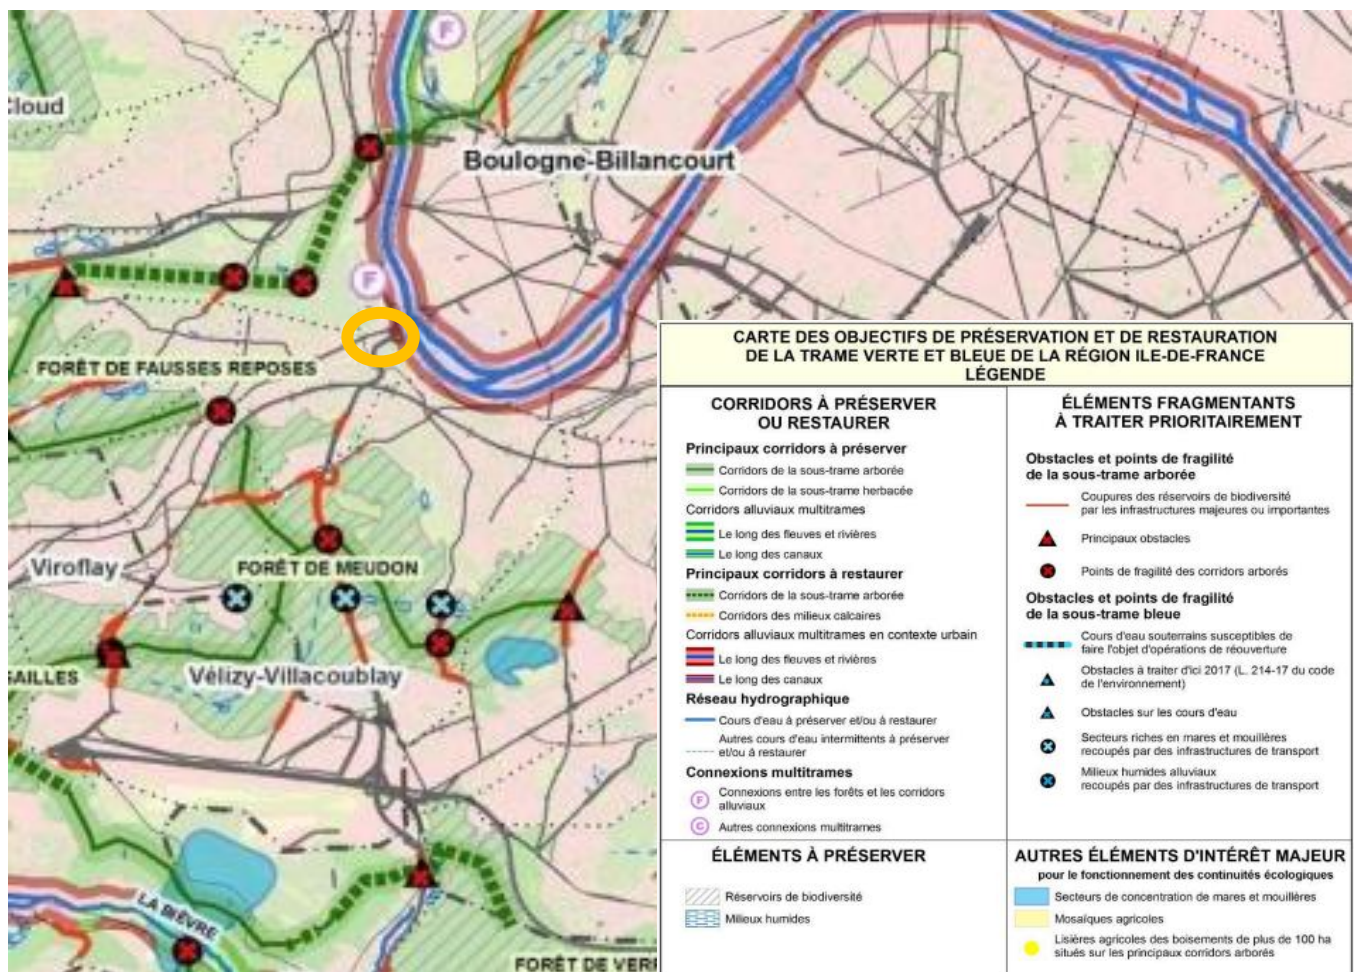 F
Cloud
Boulogne-Billancourt
F
FORÊT DE FAUSSES REPOSES
Viroflay
FORÊT DE MEUDON
Vélizy-Villacoublay
SAILLES
LA BIÈVRE
FORÊT DE VERR
CARTE DES OBJECTIFS DE PRÉSERVATION ET DE RESTAURATION
DE LA TRAME VERTE ET BLEUE DE LA RÉGION ILE-DE-FRANCE
LÉGENDE
CORRIDORS À PRÉSERVER
OU RESTAURER
Principaux corridors à préserver
Corridors de la sous-trame arborée
Corridors de la sous-trame herbacée
Corridors alluviaux multitrames
Le long des fleuves et rivières
Le long des canaux
Principaux corridors à restaurer
Corridors de la sous-trame arborée
Corridors des milieux calcaires
Corridors alluviaux multitrames en contexte urbain
Le long des fleuves et rivières
Le long des canaux
Réseau hydrographique
Cours d'eau à préserver et/ou à restaurer
Autres cours d'eau intermittents à préserver
et/ou à restaurer
Connexions multitrames
F Connexions entre les forêts et les corridors
alluviaux
C Autres connexions multitrames
ÉLÉMENTS FRAGMENTANTS
À TRAITER PRIORITAIREMENT
Obstacles et points de fragilité
de la sous-trame arborée
Coupures des réservoirs de biodiversité
par les infrastructures majeures ou importantes
Principaux obstacles
Points de fragilité des corridors arborés
Obstacles et points de fragilité
de la sous-trame bleue
Cours d'eau souterrains susceptibles de
faire l'objet d'opérations de réouverture
Obstacles à traiter d'ici 2017 (L. 214-17 du code
de l'environnement)
Obstacles sur les cours d'eau
Secteurs riches en mares et mouillères
recoupés par des infrastructures de transport
Milieux humides alluviaux
recoupés par des infrastructures de transport
ÉLÉMENTS À PRÉSERVER
Réservoirs de biodiversité
Milieux humides
AUTRES ÉLÉMENTS D'INTÉRÊT MAJEUR
pour le fonctionnement des continuités écologiques
Secteurs de concentration de mares et mouillères
Mosaïques agricoles
Lisières agricoles des boisements de plus de 100 ha
situés sur les principaux corridors arborés